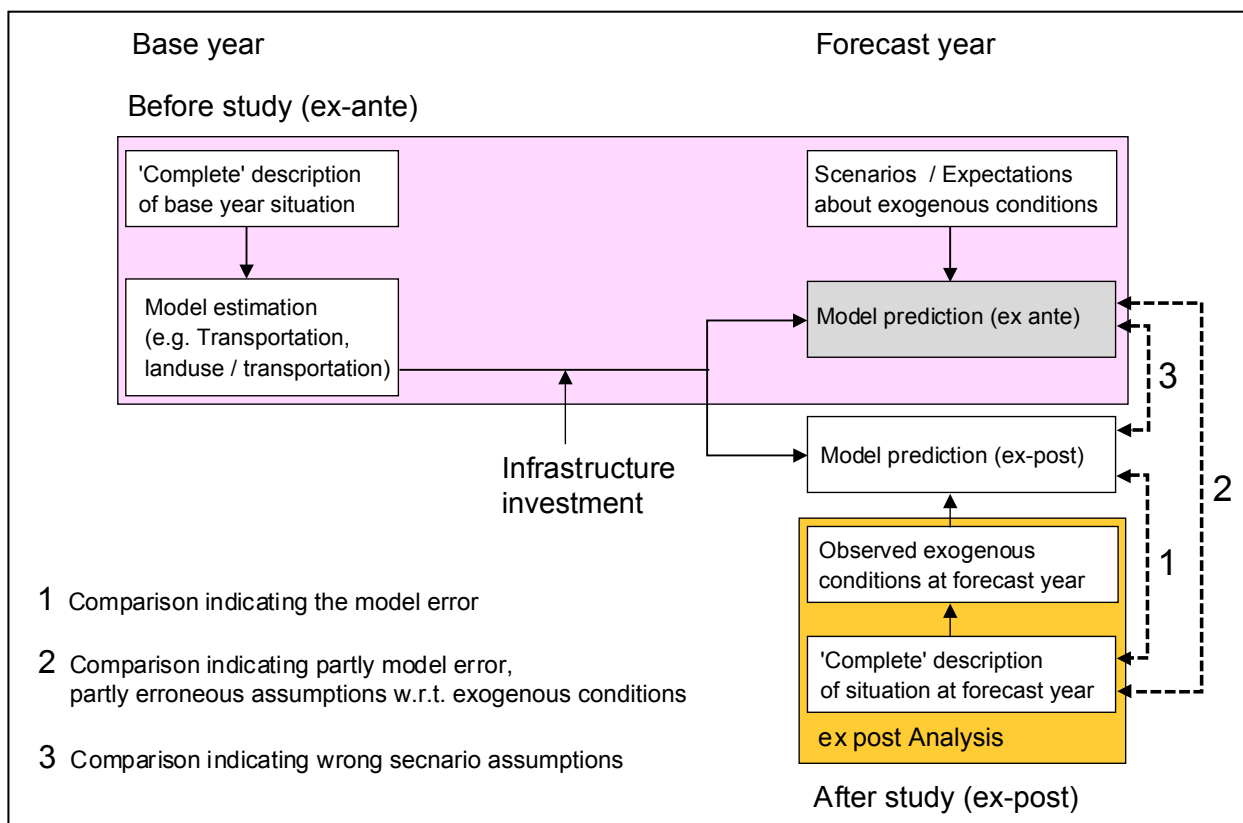 Base year
Forecast year
Before study (ex-ante)
'Complete' description
of base year situation
Scenarios / Expectations
about exogenous conditions
Model estimation
(e.g. Transportation,
landuse / transportation)
Model prediction (ex ante)
3
Infrastructure
investment
Model prediction (ex-post)
2
1
Observed exogenous
conditions at forecast year
'Complete' description
of situation at forecast year
ex post Analysis
After study (ex-post)
1 Comparison indicating the model error
2 Comparison indicating partly model error,
partly erroneous assumptions w.r.t. exogenous conditions
3 Comparison indicating wrong secnario assumptions